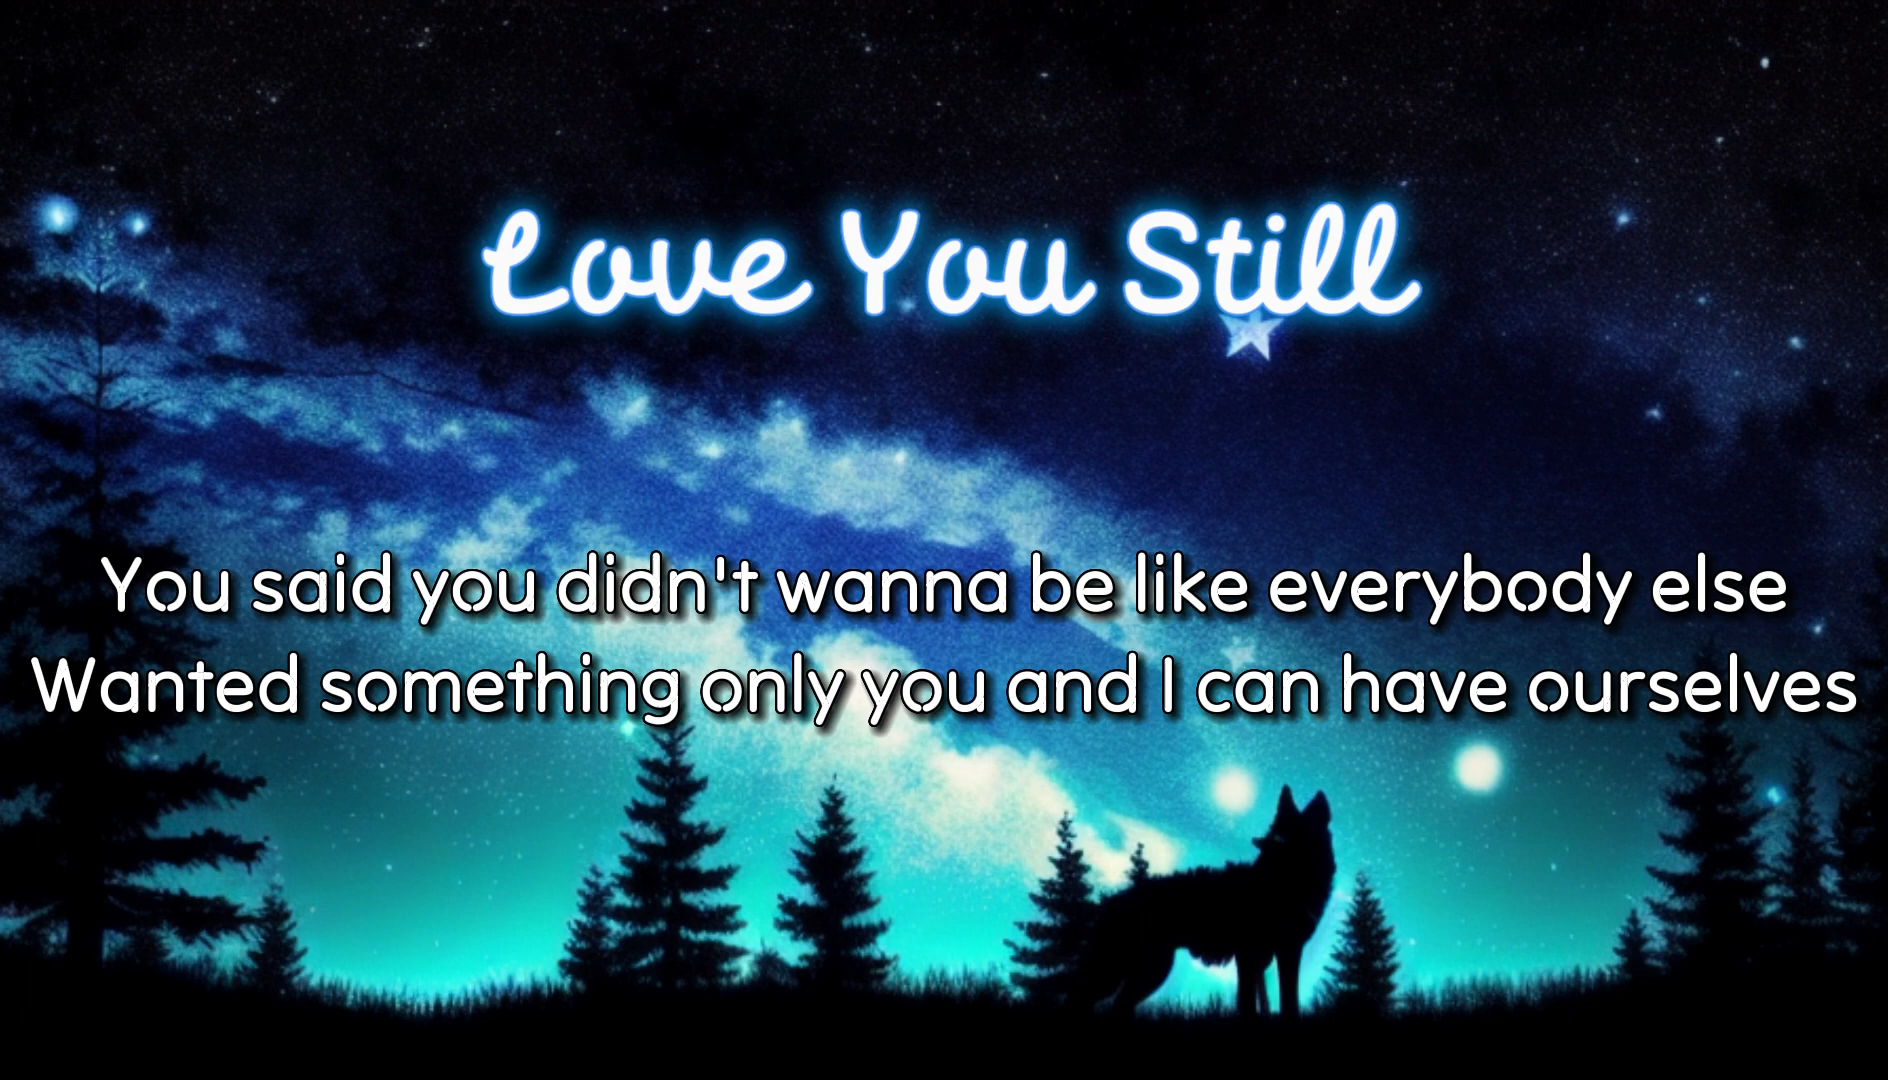 Love You Still
You said you didn't wanna be like everybody else
Wanted something only you and I can have ourselves